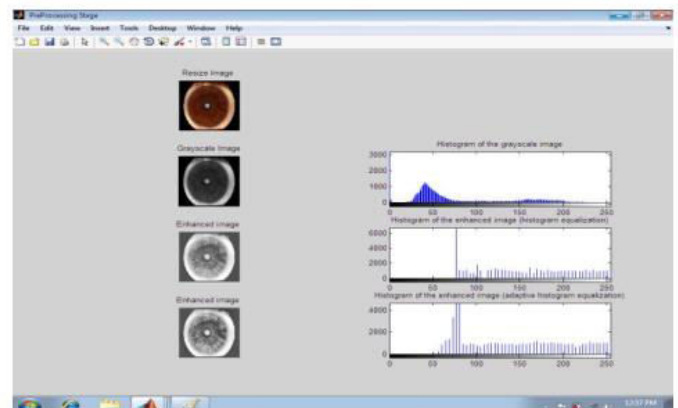 PreProcessing Stage
File Edit View Insert Tools Desktop Window Help
Resize Image
Grayscale Image
Enhanced image
Enhanced image
Histogram of the grayscale image
3000
2000
1000
0
0 50 100 150 200 250
Histogram of the enhanced image (histogram equalization)
6000
4000
2000
0
0 50 100 150 200 250
Histogram of the enhanced image (adaptive histogram equalization)
4000
2000
0
0 50 100 150 200 250
12:57 PM